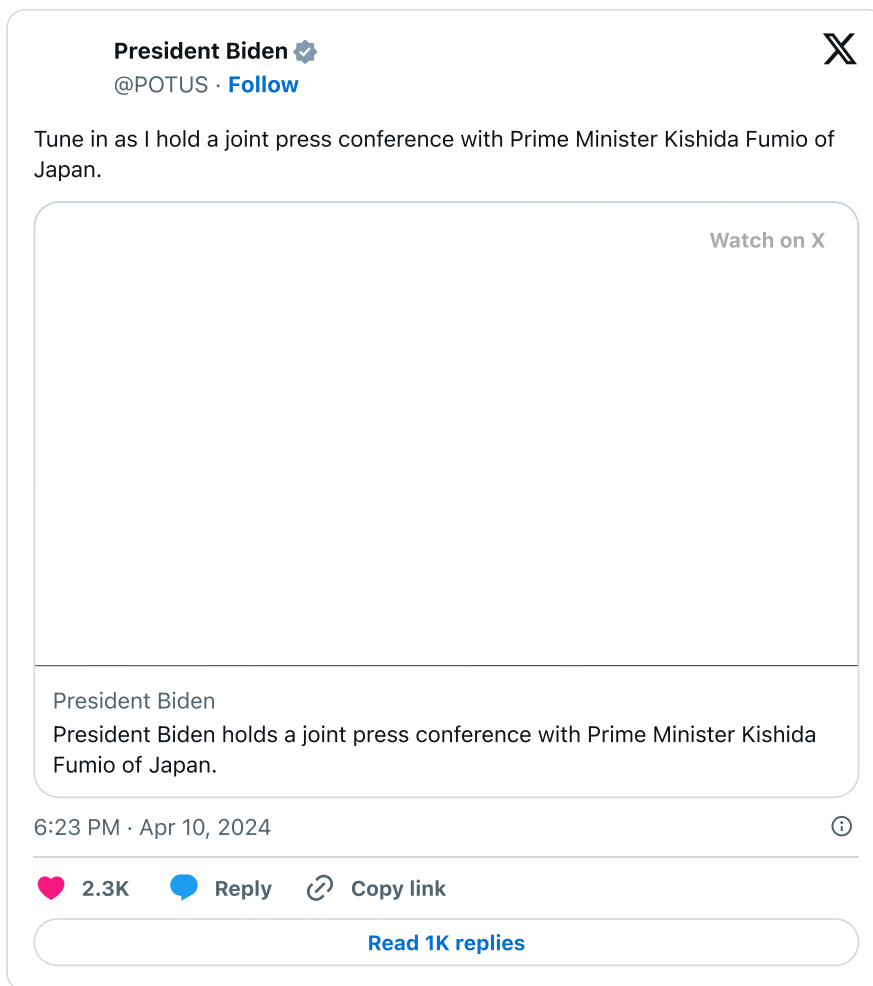 President Biden
@POTUS · Follow
Tune in as I hold a joint press conference with Prime Minister Kishida Fumio of
Japan.
Watch on X
President Biden
President Biden holds a joint press conference with Prime Minister Kishida
Fumio of Japan.
6:23 PM · Apr 10, 2024
2.3K Reply Copy link
Read 1K replies